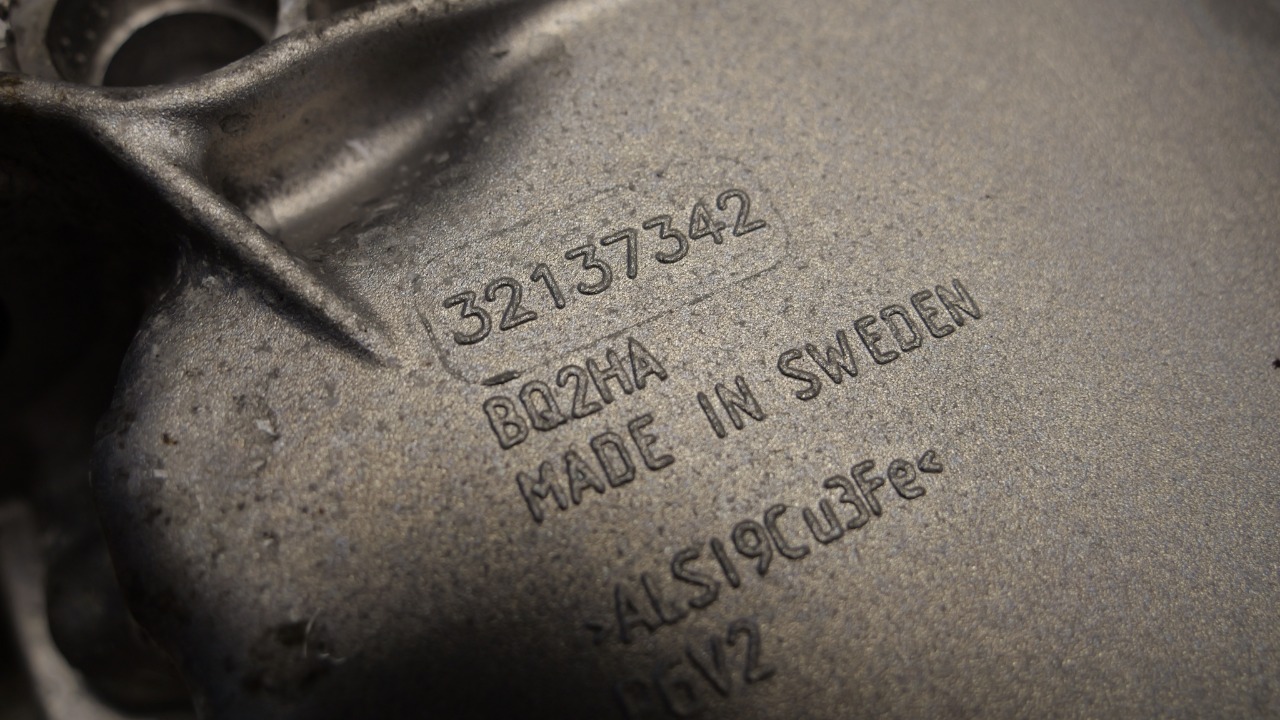 32137342
BQ2HA
MADE IN SWEDEN
>ALSI9Cu3Fe<